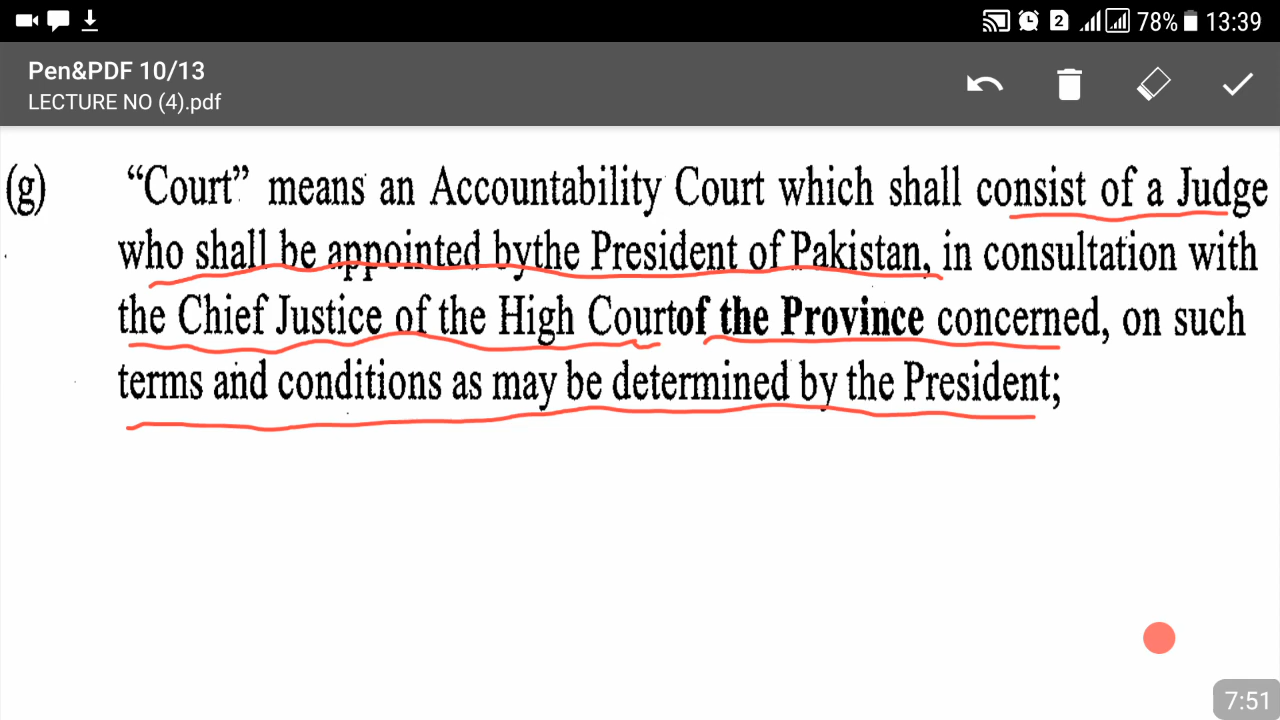 2 78% 13:39
Pen&PDF 10/13
LECTURE NO (4).pdf
(g) “Court” means an Accountability Court which shall consist of a Judge
who shall be appointed bythe President of Pakistan, in consultation with
the Chief Justice of the High Courtof the Province concerned, on such
terms and conditions as may be determined by the President;
7:51